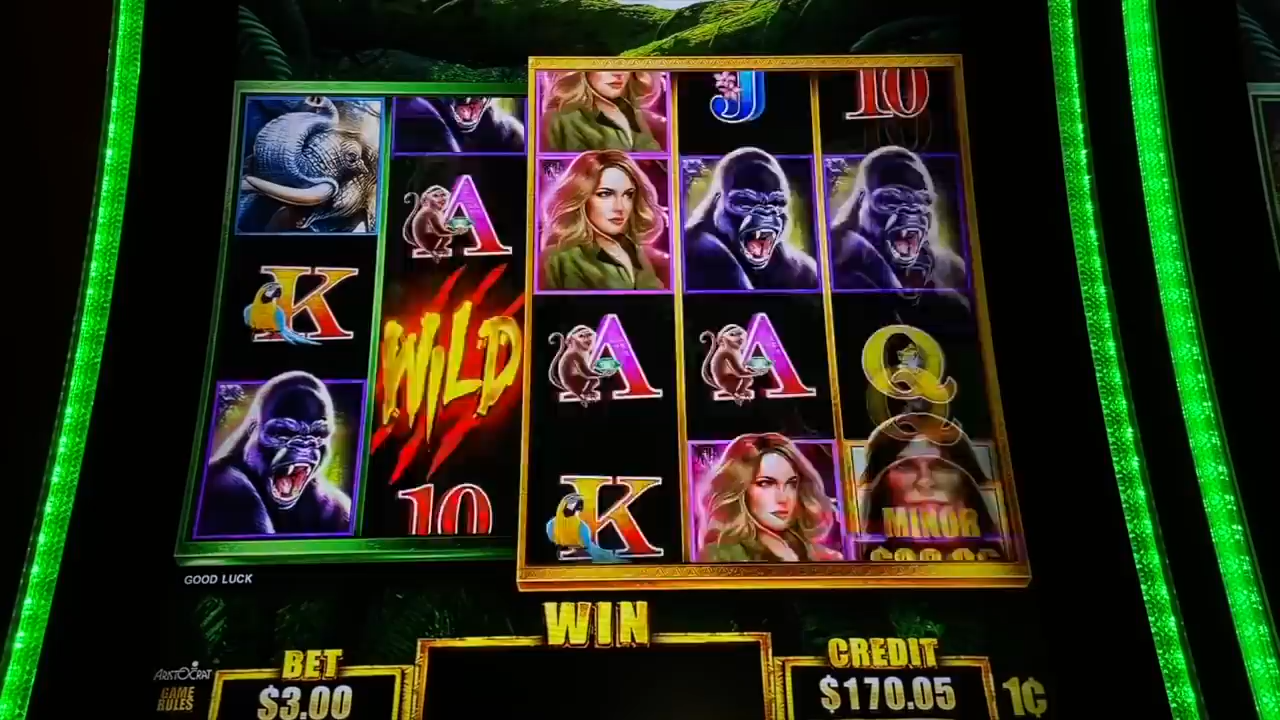 J
10
A
K
WILD
A
A
Q
10
K
MINOR
GOOD LUCK
WIN
BET
$3.00
CREDIT
$170.05
1¢
ARISTOCRAT
GAME
RULES